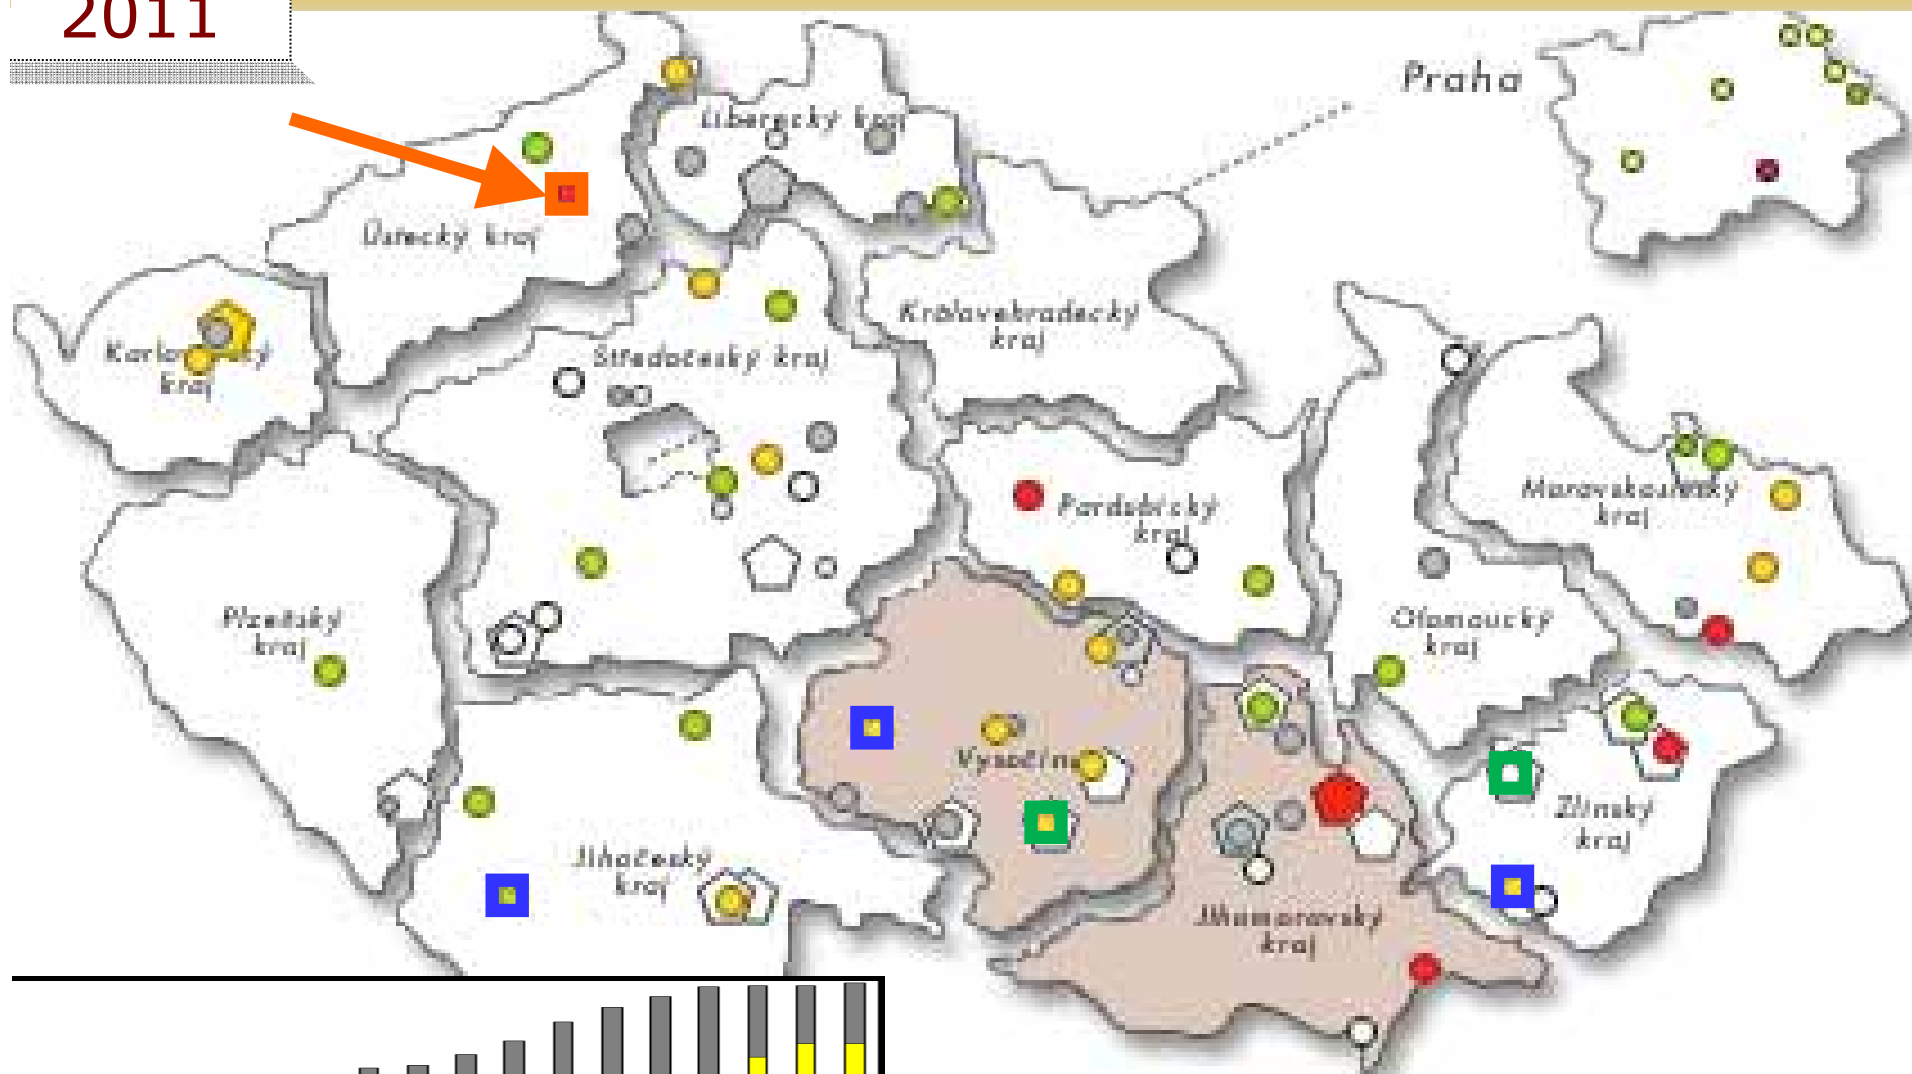 2011
Praha
Liberecký kraj
Ústecký kraj
Královehradecký
kraj
Středočeský kraj
kraj
Moravskoslezský
kraj
Pardubický
kraj
Plzeňský
kraj
Olomoucký
kraj
Vysočina
Zlínský
kraj
Jihočeský
kraj
Jihomoravský
kraj